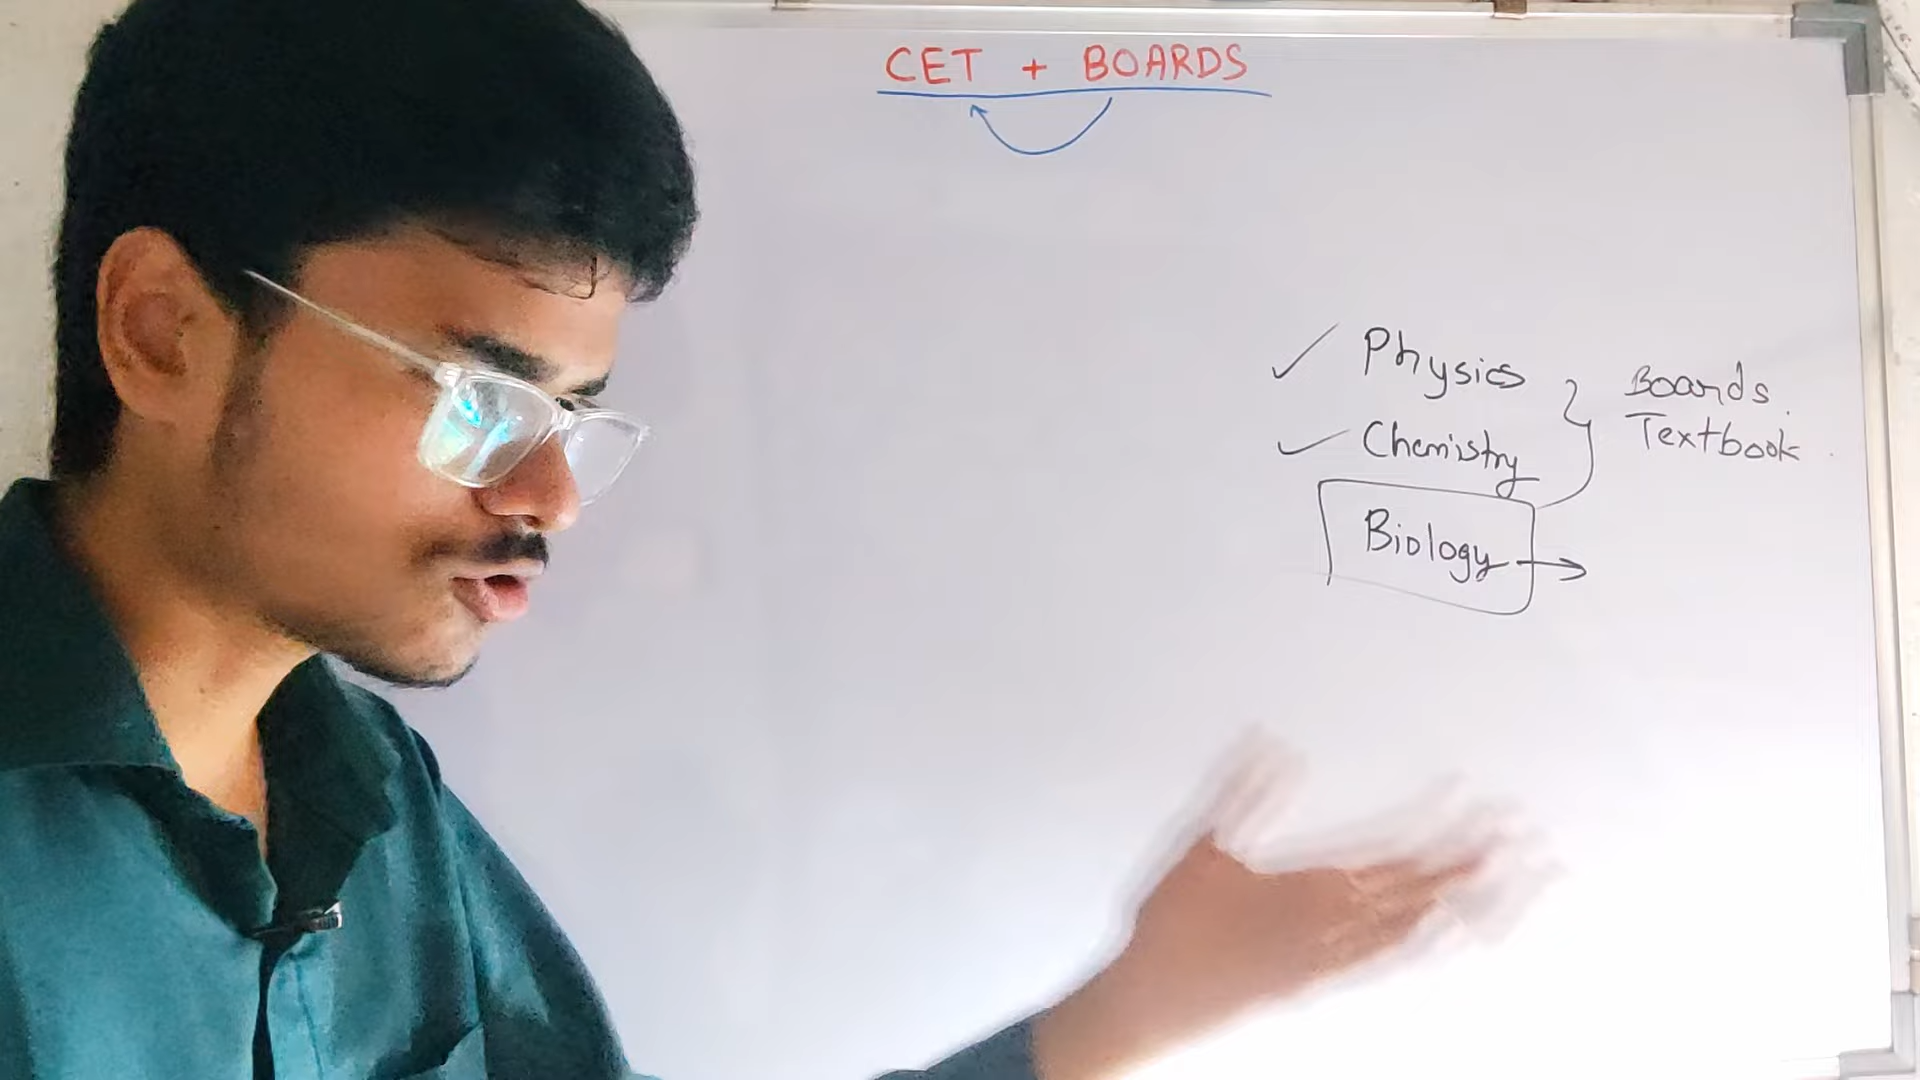 CET + BOARDS
Physics
Chemistry
Biology
Boards
Textbook